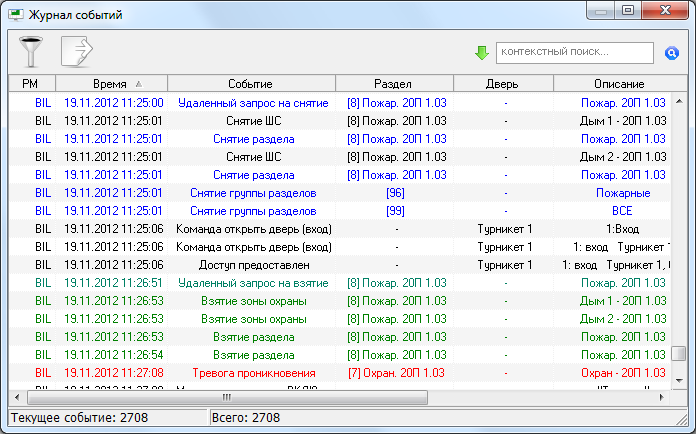 Журнал событий
контекстный поиск...
РМ Время Событие Раздел Дверь Описание
BIL 19.11.2012 11:25:00 Удаленный запрос на снятие [8] Пожар. 20П 1.03 - Пожар. 20П 1.03
BIL 19.11.2012 11:25:01 Снятие ШС [8] Пожар. 20П 1.03 - Дым 1 - 20П 1.03
BIL 19.11.2012 11:25:01 Снятие раздела [8] Пожар. 20П 1.03 - Пожар. 20П 1.03
BIL 19.11.2012 11:25:01 Снятие ШС [8] Пожар. 20П 1.03 - Дым 2 - 20П 1.03
BIL 19.11.2012 11:25:01 Снятие раздела [8] Пожар. 20П 1.03 - Пожар. 20П 1.03
BIL 19.11.2012 11:25:01 Снятие группы разделов [96] - Пожарные
BIL 19.11.2012 11:25:01 Снятие группы разделов [99] - ВСЕ
BIL 19.11.2012 11:25:06 Команда открыть дверь (вход) - Турникет 1 1:Вход
BIL 19.11.2012 11:25:06 Команда открыть дверь (вход) - Турникет 1 1: вход Турникет 1
BIL 19.11.2012 11:25:06 Доступ предоставлен - Турникет 1 1: вход Турникет 1,
BIL 19.11.2012 11:26:51 Удаленный запрос на взятие [8] Пожар. 20П 1.03 - Пожар. 20П 1.03
BIL 19.11.2012 11:26:53 Взятие зоны охраны [8] Пожар. 20П 1.03 - Дым 1 - 20П 1.03
BIL 19.11.2012 11:26:53 Взятие зоны охраны [8] Пожар. 20П 1.03 - Дым 2 - 20П 1.03
BIL 19.11.2012 11:26:53 Взятие раздела [8] Пожар. 20П 1.03 - Пожар. 20П 1.03
BIL 19.11.2012 11:26:54 Взятие раздела [8] Пожар. 20П 1.03 - Пожар. 20П 1.03
BIL 19.11.2012 11:27:08 Тревога проникновения [7] Охран. 20П 1.03 - Охран - 20П 1.03
Текущее событие: 2708 Всего: 2708